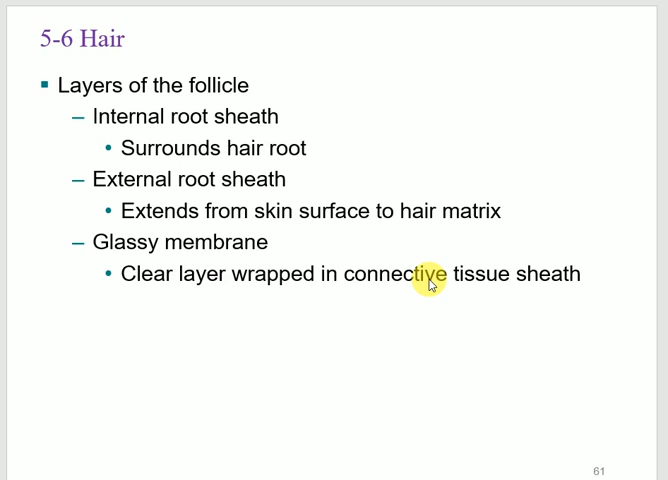 5-6 Hair
▪ Layers of the follicle
– Internal root sheath
• Surrounds hair root
– External root sheath
• Extends from skin surface to hair matrix
– Glassy membrane
• Clear layer wrapped in connective tissue sheath
61